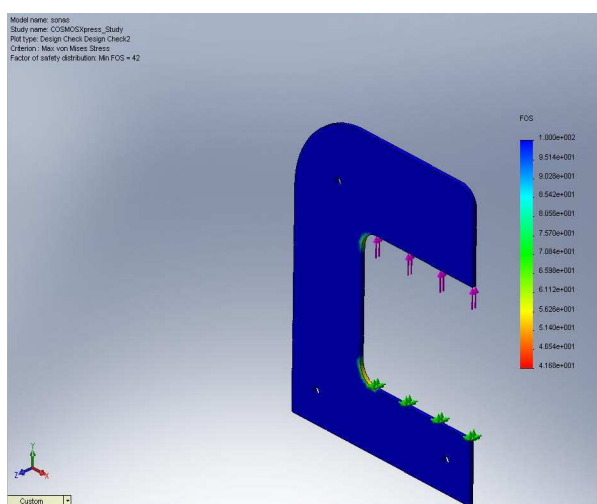 Model name: sonas
Study name: COSMOSXpress_Study
Plot type: Design Check Design Check2
Criterion : Max von Mises Stress
Factor of safety distribution: Min FOS = 42
FOS
1.000e+002
9.514e+001
9.028e+001
8.542e+001
8.056e+001
7.570e+001
7.084e+001
6.598e+001
6.112e+001
5.626e+001
5.140e+001
4.654e+001
4.168e+001
Y
Z
X
Custom